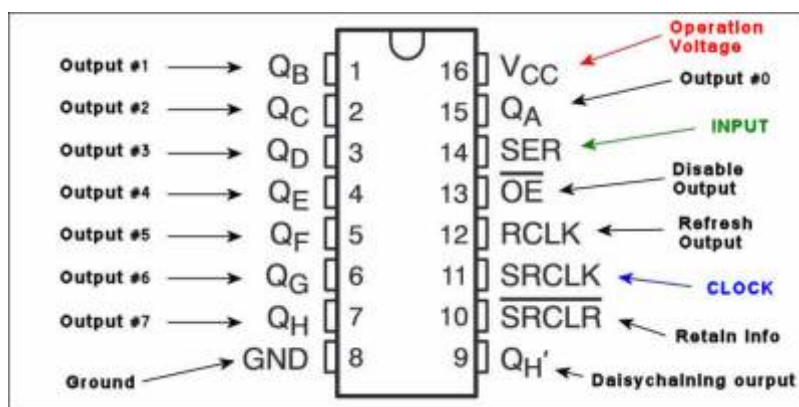 Operation
Voltage
Output #1 QB 1 16 VCC
Output #0
Output #2 QC 2 15 QA
INPUT
Output #3 QD 3 14 SER
Disable
Output
Output #4 QE 4 13 OE
Refresh
Output
Output #5 QF 5 12 RCLK
Output #6 QG 6 11 SRCLK
CLOCK
Output #7 QH 7 10 SRCLR
Retain Info
GND 8 9 QH'
Ground
Daisychaining ourput